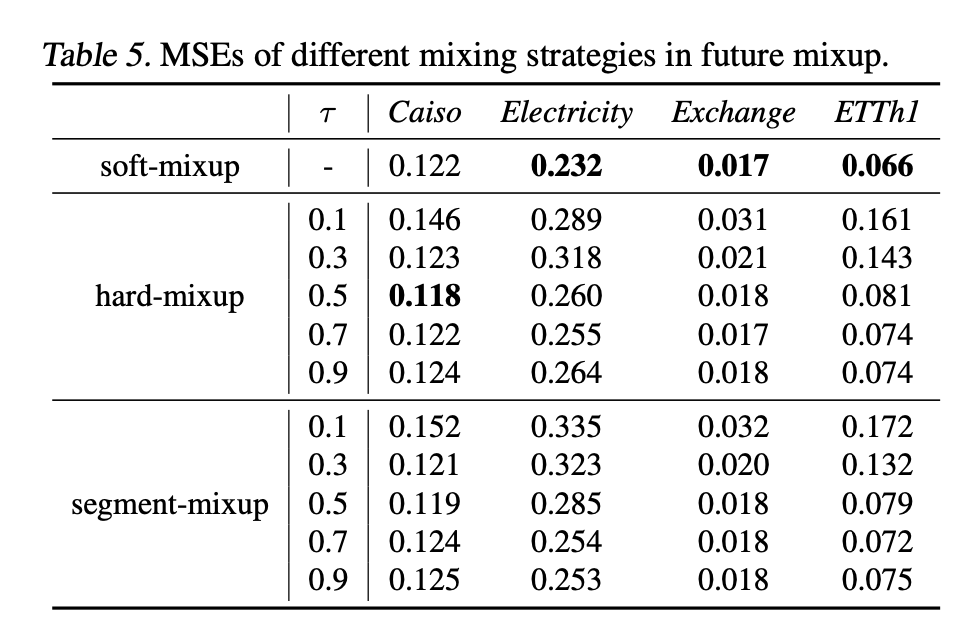 Table 5. MSEs of different mixing strategies in future mixup.
τ Caiso Electricity Exchange ETTh1
soft-mixup - 0.122 0.232 0.017 0.066
0.1 0.146 0.289 0.031 0.161
0.3 0.123 0.318 0.021 0.143
hard-mixup 0.5 0.118 0.260 0.018 0.081
0.7 0.122 0.255 0.017 0.074
0.9 0.124 0.264 0.018 0.074
0.1 0.152 0.335 0.032 0.172
0.3 0.121 0.323 0.020 0.132
segment-mixup 0.5 0.119 0.285 0.018 0.079
0.7 0.124 0.254 0.018 0.072
0.9 0.125 0.253 0.018 0.075